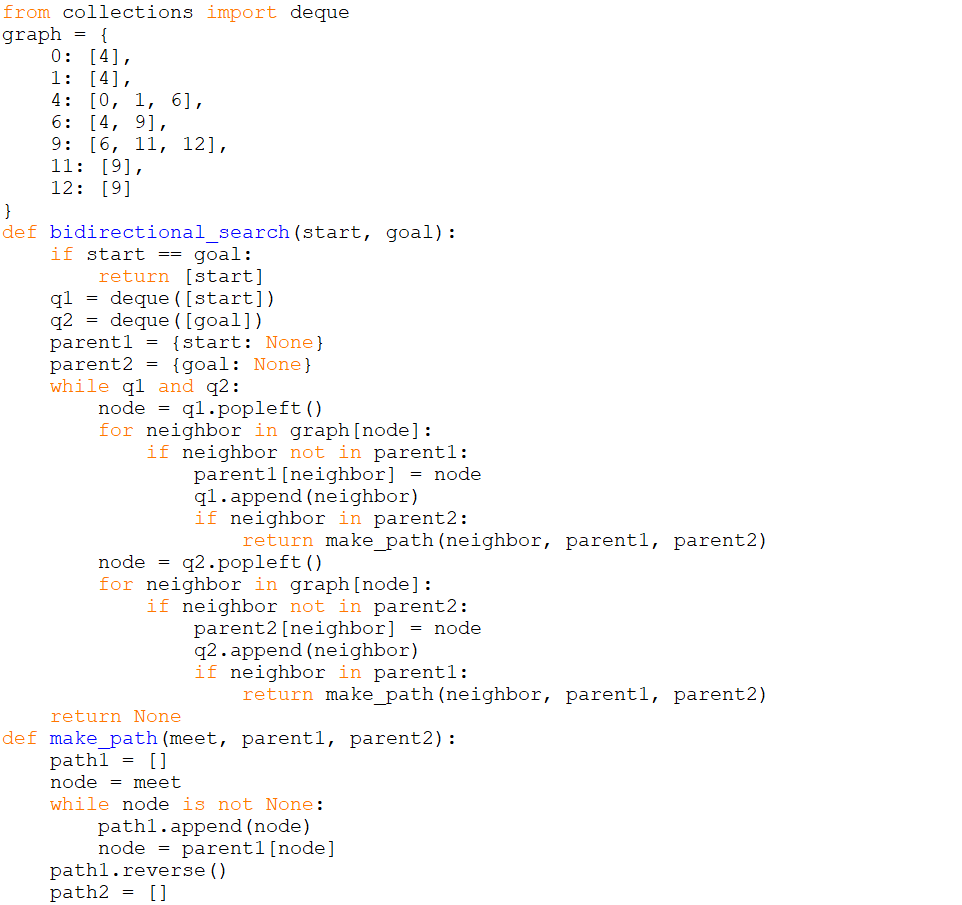 from collections import deque
graph = {
    0: [4],
    1: [4],
    4: [0, 1, 6],
    6: [4, 9],
    9: [6, 11, 12],
    11: [9],
    12: [9]
}
def bidirectional_search(start, goal):
    if start == goal:
        return [start]
    q1 = deque([start])
    q2 = deque([goal])
    parent1 = {start: None}
    parent2 = {goal: None}
    while q1 and q2:
        node = q1.popleft()
        for neighbor in graph[node]:
            if neighbor not in parent1:
                parent1[neighbor] = node
                q1.append(neighbor)
                if neighbor in parent2:
                    return make_path(neighbor, parent1, parent2)
        node = q2.popleft()
        for neighbor in graph[node]:
            if neighbor not in parent2:
                parent2[neighbor] = node
                q2.append(neighbor)
                if neighbor in parent1:
                    return make_path(neighbor, parent1, parent2)
    return None
def make_path(meet, parent1, parent2):
    path1 = []
    node = meet
    while node is not None:
        path1.append(node)
        node = parent1[node]
    path1.reverse()
    path2 = []